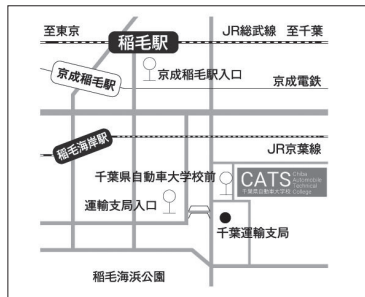 至東京
稲毛駅
JR総武線 至千葉
京成稲毛駅入口
京成稲毛駅
京成電鉄
稲毛海岸駅
JR京葉線
千葉県自動車大学校前
CATS Chiba Automobile Technical College
千葉県自動車大学校
運輸支局入口
千葉運輸支局
稲毛海浜公園